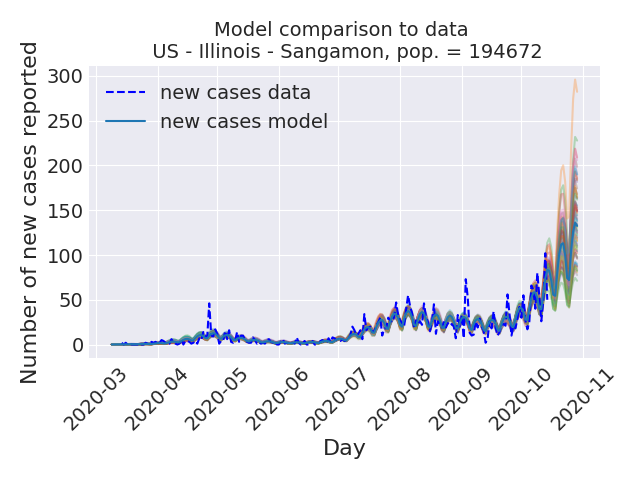 Model comparison to data
US - Illinois - Sangamon, pop. = 194672
Number of new cases reported
300
250
200
150
100
50
0
new cases data
new cases model
2020-03
2020-04
2020-05
2020-06
2020-07
2020-08
2020-09
2020-10
2020-11
Day